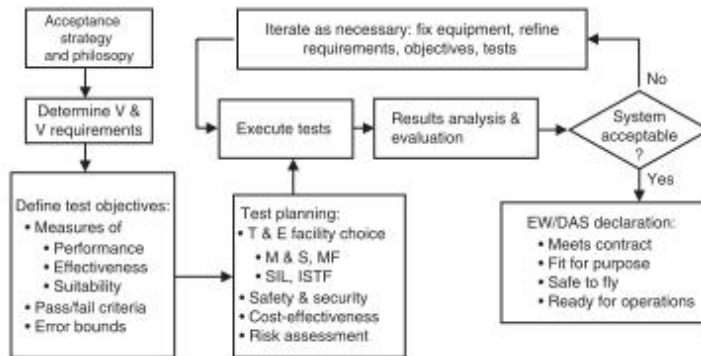 Acceptance
strategy
and philosophy
Determine V &
V requirements
Define test objectives:
• Measures of
• Performance
• Effectiveness
• Suitability
• Pass/fail criteria
• Error bounds
Iterate as necessary: fix equipment, refine
requirements, objectives, tests
Execute tests
Test planning:
• T & E facility choice
• M & S, MF
• SIL, ISTF
• Safety & security
• Cost-effectiveness
• Risk assessment
Results analysis &
evaluation
System
acceptable
?
No
Yes
EW/DAS declaration:
• Meets contract
• Fit for purpose
• Safe to fly
• Ready for operations